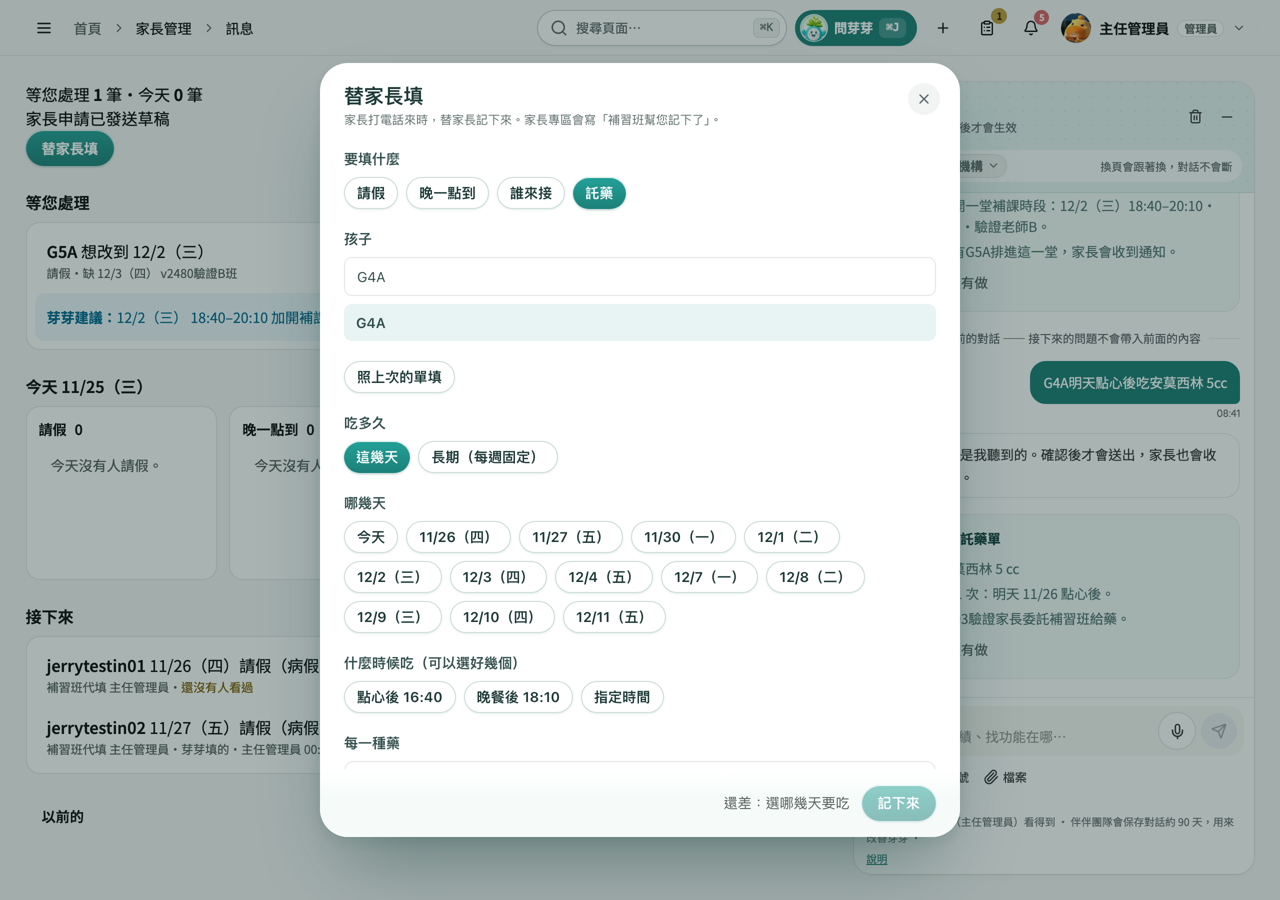 首頁 > 家長管理 > 訊息
搜尋頁面… ⌘K
問芽芽 ⌘J
1
5
主任管理員 管理員
等您處理 1 筆・今天 0 筆
家長申請已發送草稿
替家長填
等您處理
G5A 想改到 12/2（三）
請假・缺 12/3（四） v2480驗證B班
芽芽建議：12/2（三） 18:40–20:10 加開補
今天 11/25（三）
請假 0
今天沒有人請假。
晚一點到 0
今天沒有人
接下來
jerrytestin01 11/26（四）請假（病假
補習班代填 主任管理員・還沒有人看過
jerrytestin02 11/27（五）請假（病假
補習班代填 主任管理員・芽芽填的・主任管理員 00:
以前的
替家長填
家長打電話來時，替家長記下來。家長專區會寫「補習班幫您記下了」。
要填什麼
請假
晚一點到
誰來接
託藥
孩子
G4A
G4A
照上次的單填
吃多久
這幾天
長期（每週固定）
哪幾天
今天
11/26（四）
11/27（五）
11/30（一）
12/1（二）
12/2（三）
12/3（四）
12/4（五）
12/7（一）
12/8（二）
12/9（三）
12/10（四）
12/11（五）
什麼時候吃（可以選好幾個）
點心後 16:40
晚餐後 18:10
指定時間
每一種藥
還差：選哪幾天要吃
記下來
後才會生效
機構
換頁會跟著換，對話不會斷
一堂補課時段：12/2（三）18:40–20:10・
・驗證老師B。
G5A排進這一堂，家長會收到通知。
有做
前的對話 —— 接下來的問題不會帶入前面的內容
G4A明天點心後吃安莫西林 5cc
08:41
是我聽到的。確認後才會送出，家長也會收
。
託藥單
莫西林 5 cc
次：明天 11/26 點心後。
3驗證家長委託補習班給藥。
有做
績、找功能在哪…
號
檔案
（主任管理員）看得到 ・ 伴伴團隊會保存對話約 90 天，用來
改善芽芽 ・
說明